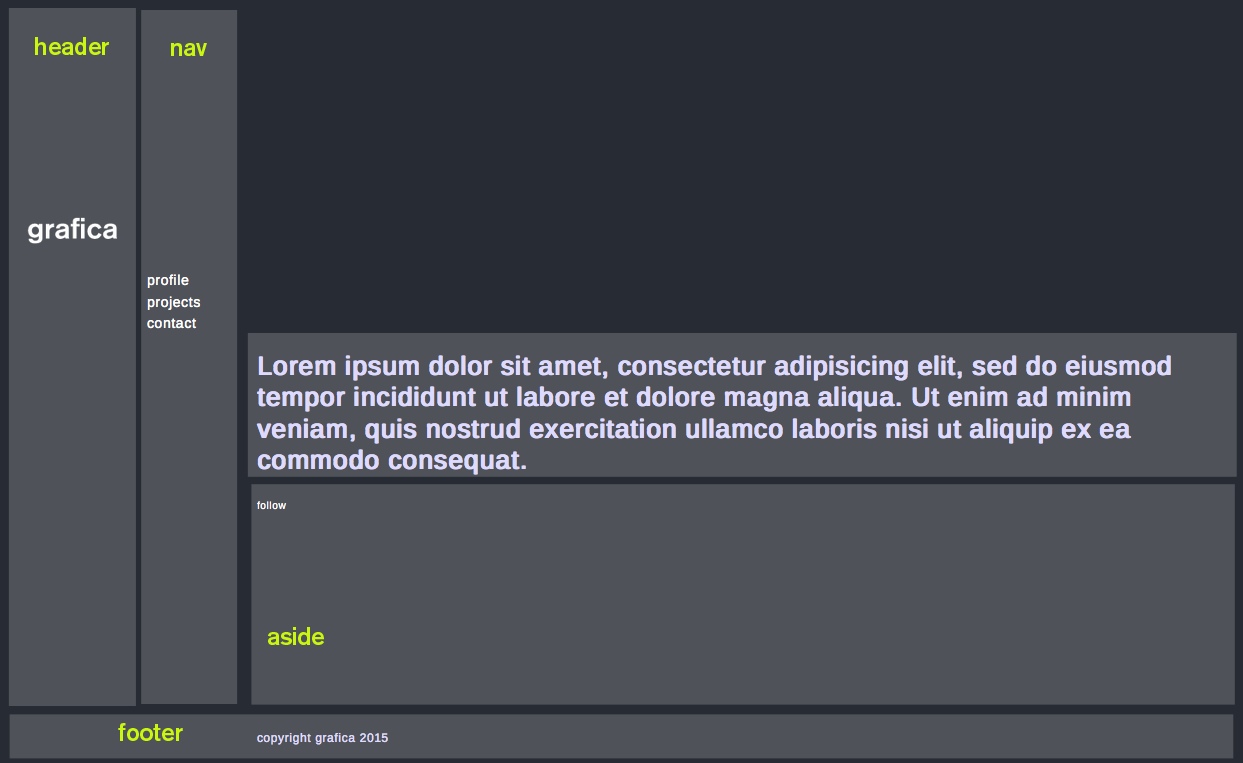 header
nav
grafica
profile
projects
contact
Lorem ipsum dolor sit amet, consectetur adipisicing elit, sed do eiusmod
tempor incididunt ut labore et dolore magna aliqua. Ut enim ad minim
veniam, quis nostrud exercitation ullamco laboris nisi ut aliquip ex ea
commodo consequat.
follow
aside
footer
copyright grafica 2015